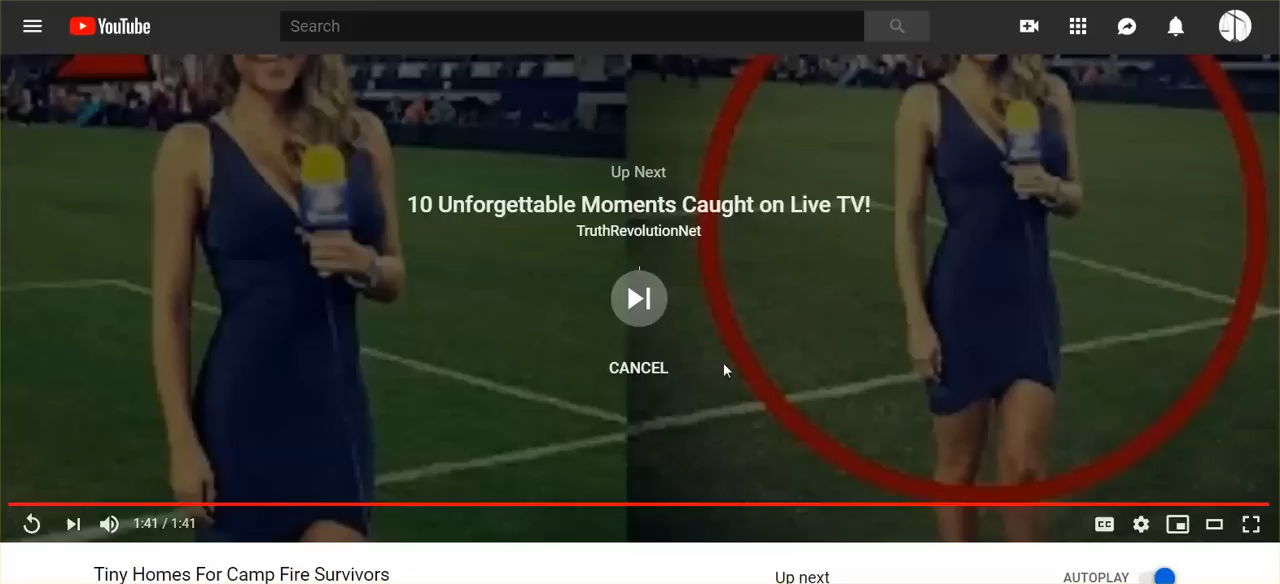 YouTube
Search
Up Next
10 Unforgettable Moments Caught on Live TV!
TruthRevolutionNet
CANCEL
1:41 / 1:41
CC
Tiny Homes For Camp Fire Survivors
Up next
AUTOPLAY